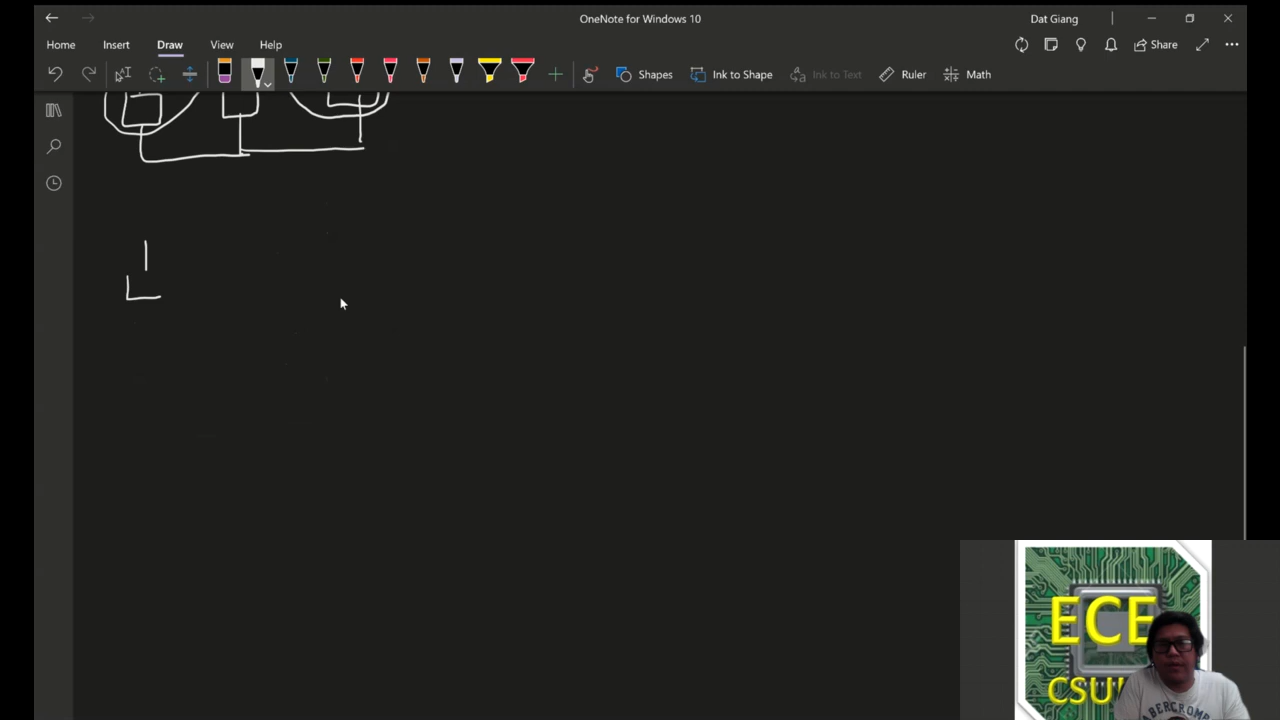 OneNote for Windows 10
Dat Giang
Home Insert Draw View Help
Share
Shapes Ink to Shape Ink to Text Ruler Math
ECE
CSU
ABERCROMB